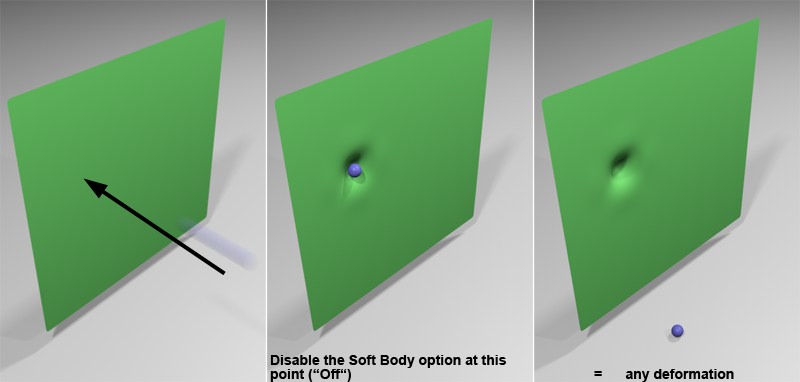 Disable the Soft Body option at this
point (“Off“)
= any deformation